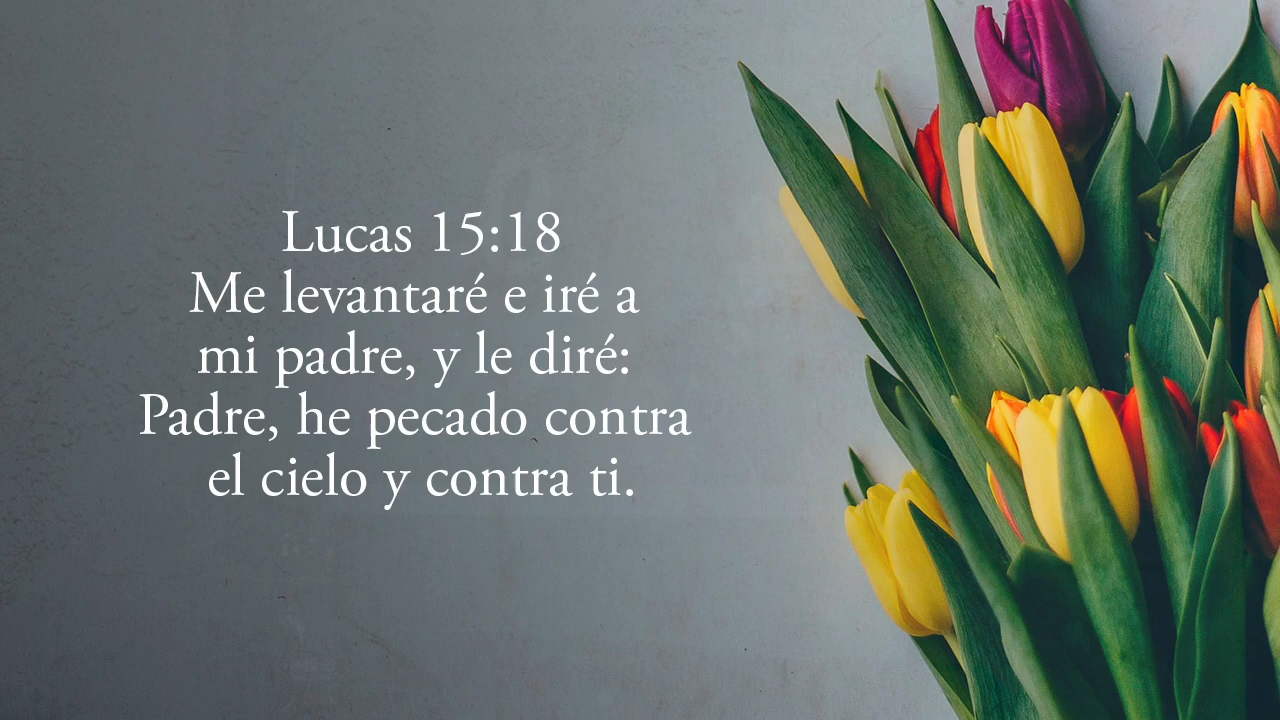 Lucas 15:18
Me levantaré e iré a
mi padre, y le diré:
Padre, he pecado contra
el cielo y contra ti.